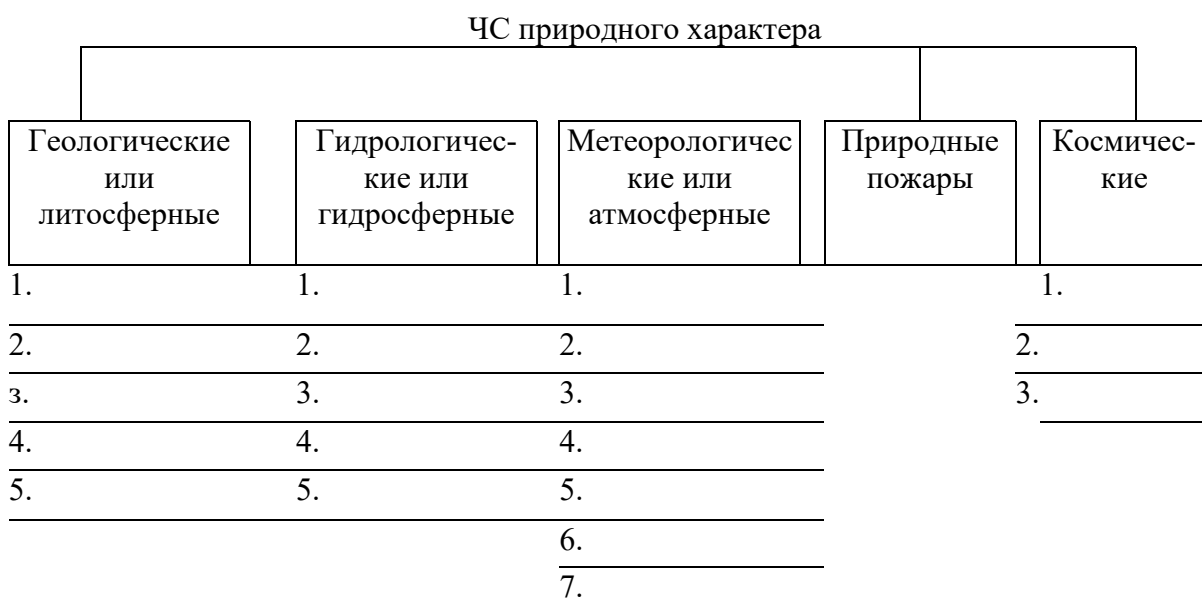 ЧС природного характера
Геологические
или
литосферные
Гидрологичес-
кие или
гидросферные
Метеорологичес
кие или
атмосферные
Природные
пожары
Космичес-
кие
1. 1. 1. 1.
2. 2. 2. 2.
з. 3. 3. 3.
4. 4. 4.
5. 5. 5.
6.
7.